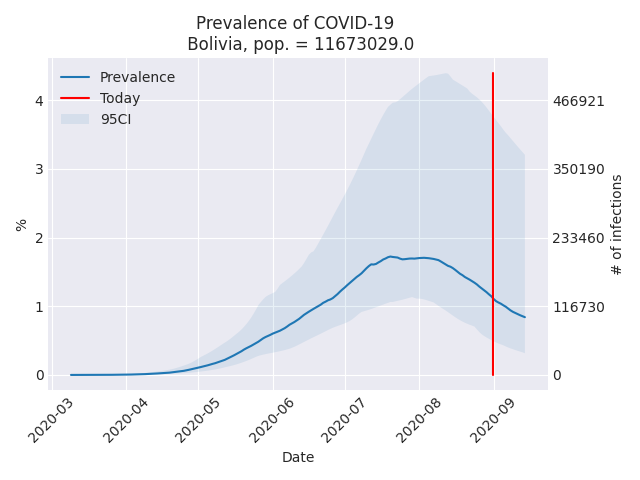 Prevalence of COVID-19
Bolivia, pop. = 11673029.0
Prevalence
Today
95CI
4
3
2
1
0
%
466921
350190
233460
116730
0
# of infections
2020-03
2020-04
2020-05
2020-06
2020-07
2020-08
2020-09
Date